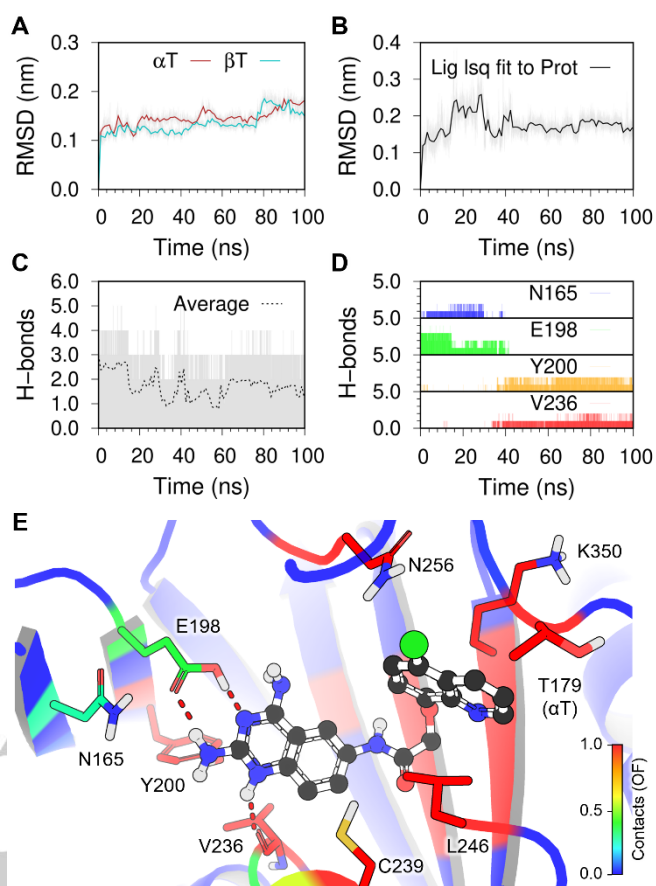 A
B
αT βT
Lig lsq fit to Prot
RMSD (nm)
0.3
0.2
0.1
0.0
0 20 40 60 80 100
Time (ns)
RMSD (nm)
0.4
0.3
0.2
0.1
0.0
0 20 40 60 80 100
Time (ns)
C
D
H−bonds
6.0
5.0
4.0
3.0
2.0
1.0
0.0
Average
0 20 40 60 80 100
Time (ns)
H−bonds
5.0
N165
5.0
E198
5.0
Y200
5.0
V236
0.0
0 20 40 60 80 100
Time (ns)
E
N256
K350
E198
T179
(αT)
N165
Y200
V236
C239
L246
1.0
0.5
0.0
Contacts (OF)